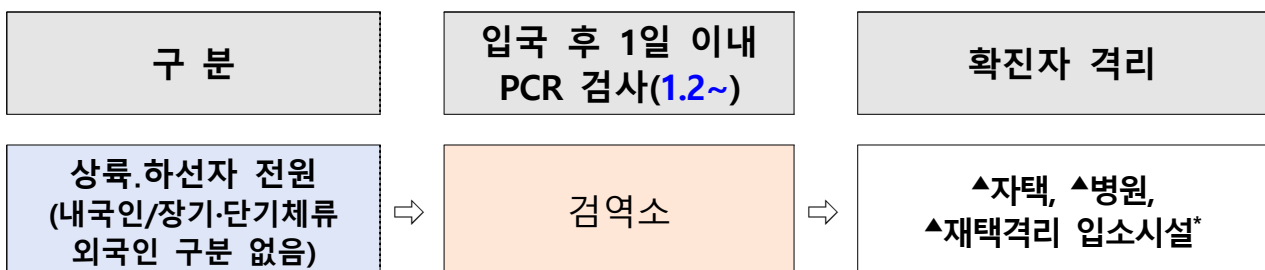 구 분
입국 후 1일 이내
PCR 검사(1.2~)
확진자 격리
상륙.하선자 전원
(내국인/장기·단기체류
외국인 구분 없음)
⇨
검역소
⇨
▲자택, ▲병원,
▲재택격리 입소시설*